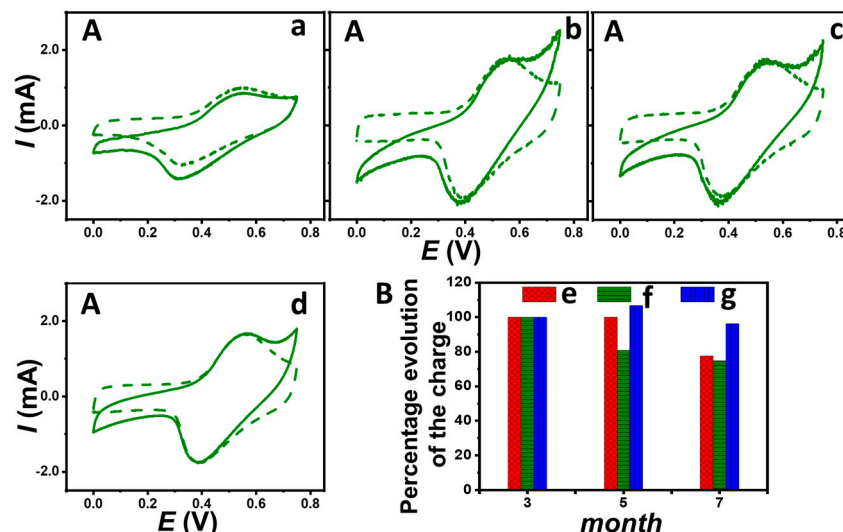 A a
A b
A c
I (mA)
2.0
0.0
-2.0
0.0 0.2 0.4 0.6 0.8
0.0 0.2 0.4 0.6 0.8
0.0 0.2 0.4 0.6 0.8
E (V)
A d
I (mA)
2.0
0.0
-2.0
0.0 0.2 0.4 0.6 0.8
E (V)
B
e f g
Percentage evolution
of the charge
120
100
80
60
40
20
0
3 5 7
month